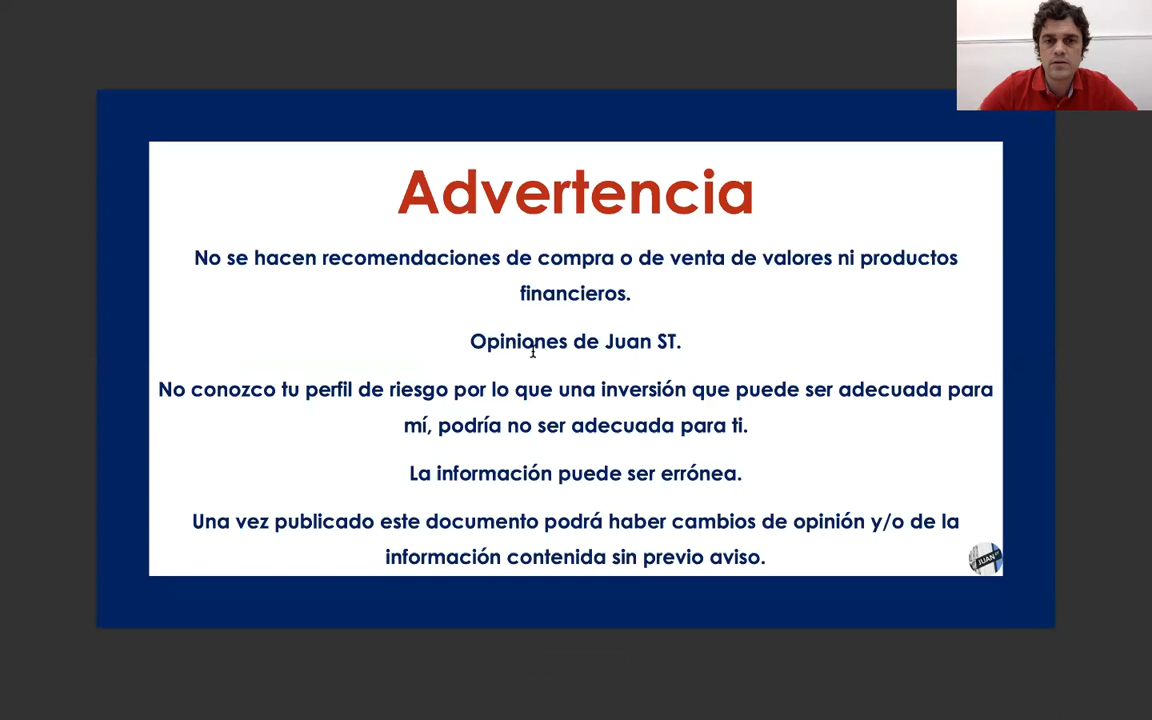 Advertencia
No se hacen recomendaciones de compra o de venta de valores ni productos
financieros.
Opiniones de Juan ST.
No conozco tu perfil de riesgo por lo que una inversión que puede ser adecuada para
mí, podría no ser adecuada para ti.
La información puede ser errónea.
Una vez publicado este documento podrá haber cambios de opinión y/o de la
información contenida sin previo aviso.
JUAN